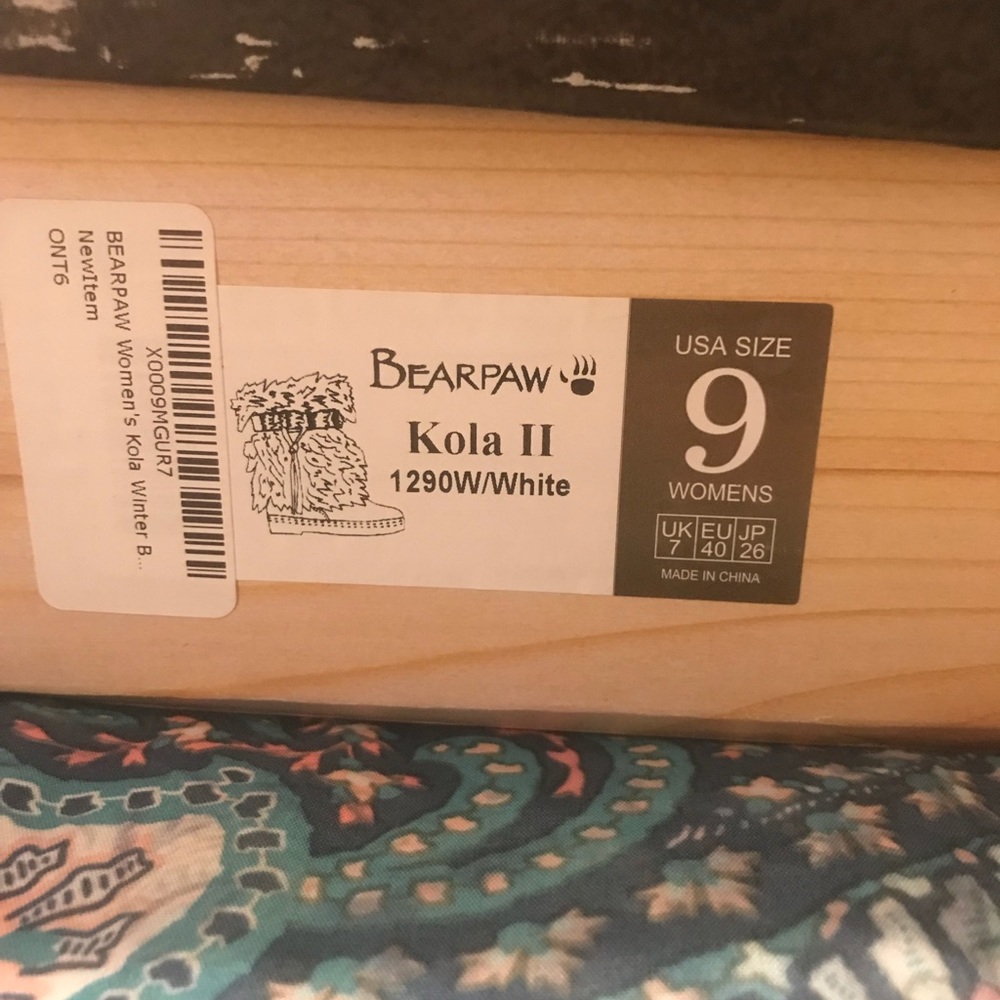 X0009MGUR7
BEARPAW Women's Kola Winter B...
NewItem
ONT6
BEARPAW
Kola II
1290W/White
USA SIZE
9
WOMENS
UK EU JP
7 40 26
MADE IN CHINA